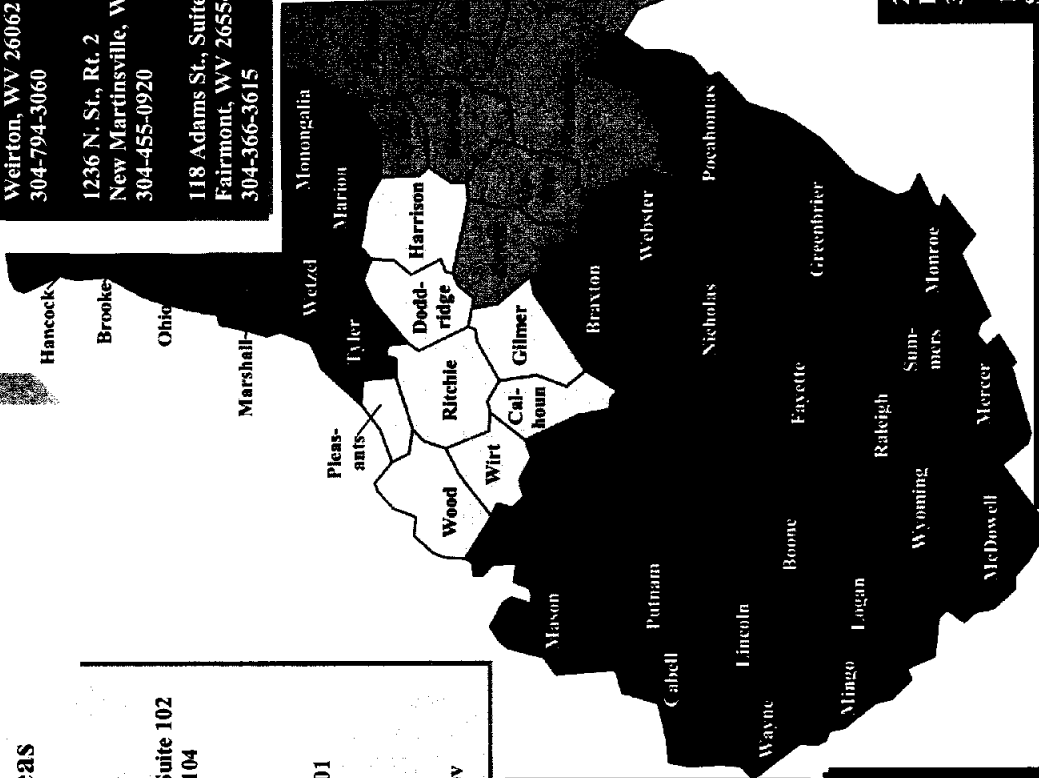 Weirton, WV 26062
304-794-3060
1236 N. St., Rt. 2
New Martinsville, W
304-455-0920
118 Adams St., Suite
Fairmont, WV 2655
304-366-3615
Hancock
Brooke
Ohio
Marshall
Wetzel
Monongalia
Marion
Tyler
Pleas-
ants
Harrison
Dodd-
ridge
Ritchie
Wood
Wirt
Cal-
houn
Gilmer
Braxton
Webster
Pocahontas
Nicholas
Greenbrier
Mason
Putnam
Cabell
Lincoln
Boone
Fayette
Wayne
Mingo
Logan
Raleigh
Sum-
mers
Monroe
Wyoming
Mercer
McDowell
eas
Suite 102
104
01